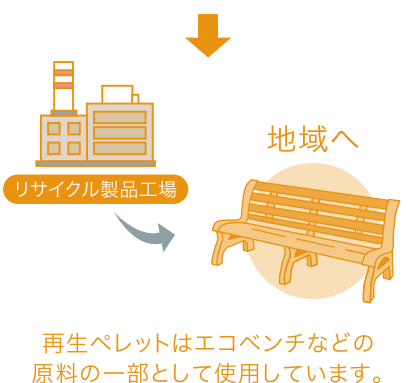 地域へ
リサイクル製品工場
再生ペレットはエコベンチなどの
原料の一部として使用しています。